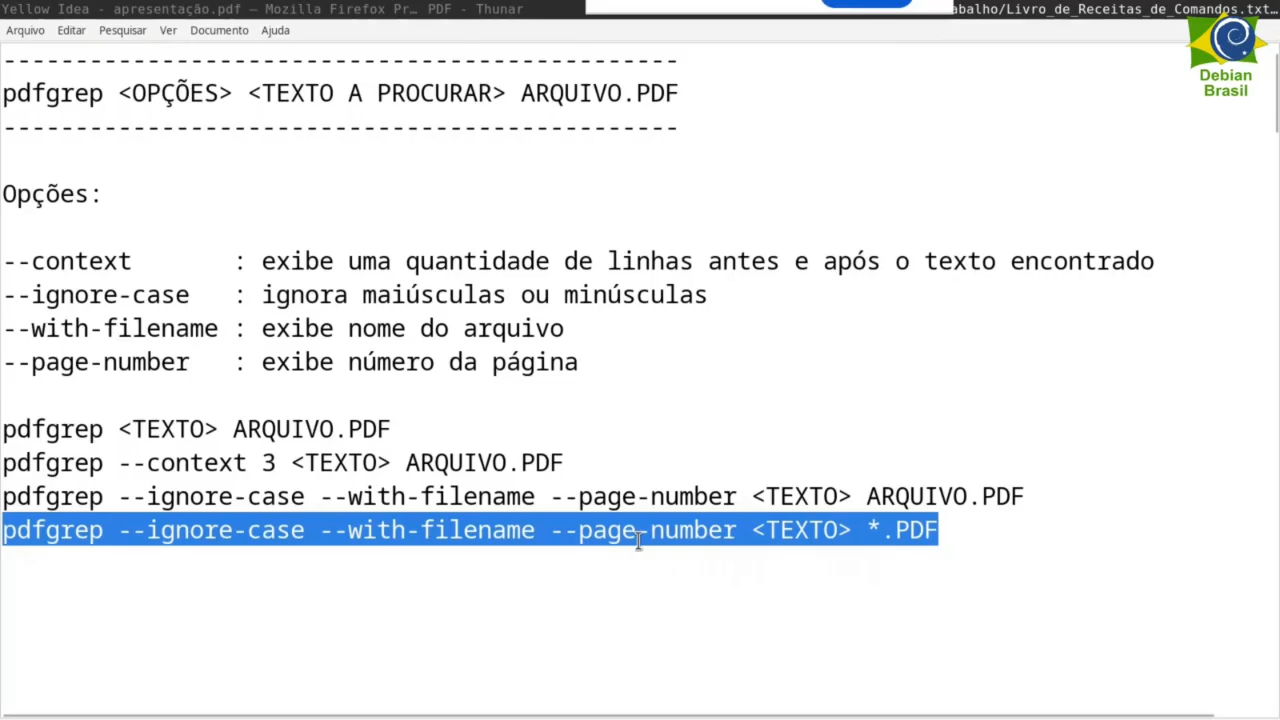 Yellow Idea - apresentação.pdf — Mozilla Firefox Pr… PDF - Thunar
abalho/Livro_de_Receitas_de_Comandos.txt…
Arquivo Editar Pesquisar Ver Documento Ajuda
Debian
Brasil
-----------------------------------------------
pdfgrep <OPÇÕES> <TEXTO A PROCURAR> ARQUIVO.PDF
-----------------------------------------------
Opções:
--context       : exibe uma quantidade de linhas antes e após o texto encontrado
--ignore-case   : ignora maiúsculas ou minúsculas
--with-filename : exibe nome do arquivo
--page-number   : exibe número da página
pdfgrep <TEXTO> ARQUIVO.PDF
pdfgrep --context 3 <TEXTO> ARQUIVO.PDF
pdfgrep --ignore-case --with-filename --page-number <TEXTO> ARQUIVO.PDF
pdfgrep --ignore-case --with-filename --page-number <TEXTO> *.PDF